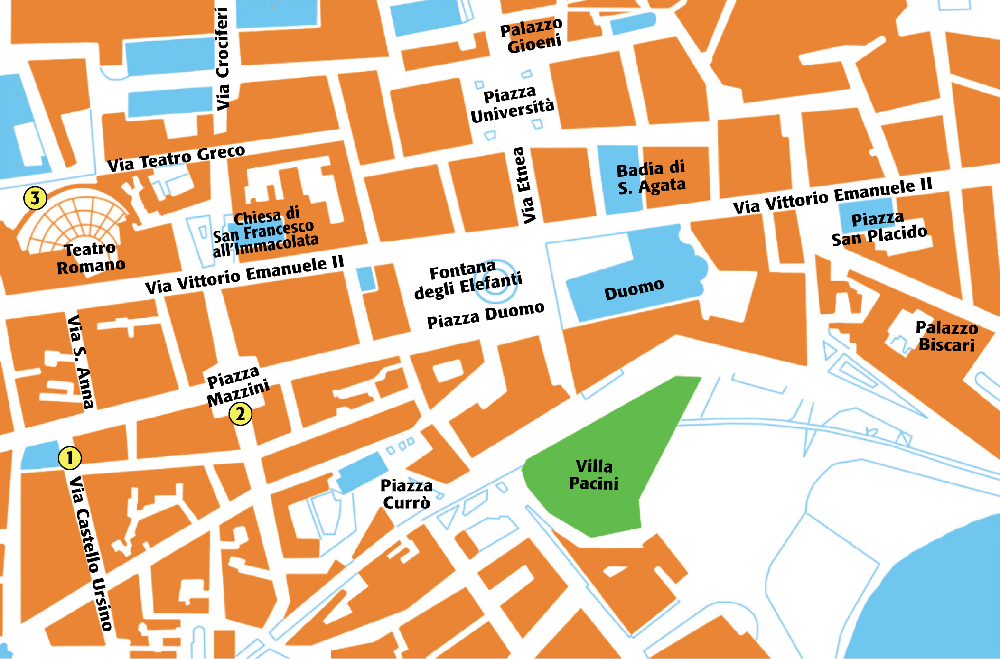 Via Crociferi
Palazzo
Gioeni
Piazza
Università
Via Teatro Greco
Via Etnea
Badia di
S. Agata
Via Vittorio Emanuele II
3
Chiesa di
San Francesco
all'Immacolata
Piazza
San Placido
Teatro
Romano
Via Vittorio Emanuele II
Fontana
degli Elefanti
Duomo
Piazza Duomo
Via S. Anna
Palazzo
Biscari
Piazza
Mazzini
2
1
Villa
Pacini
Piazza
Currò
Via Castello Ursino